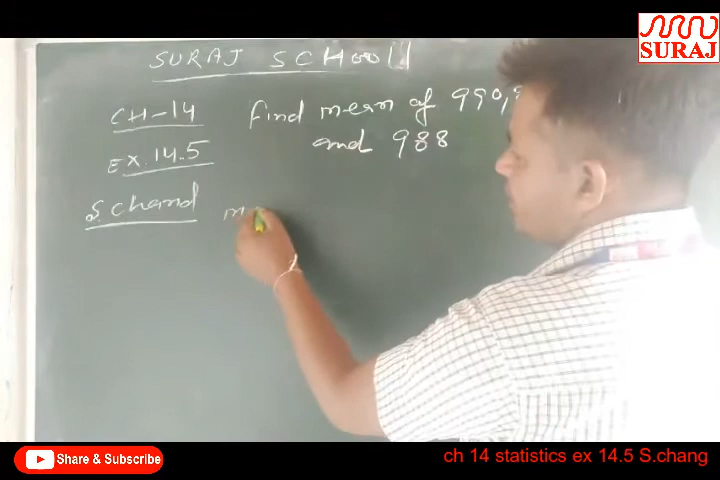 SURAJ
SURAJ SCHOOL
CH-14 Find mean of 990,
EX 14.5 and 988
S. Chand m
Share & Subscribe
ch 14 statistics ex 14.5 S.chang